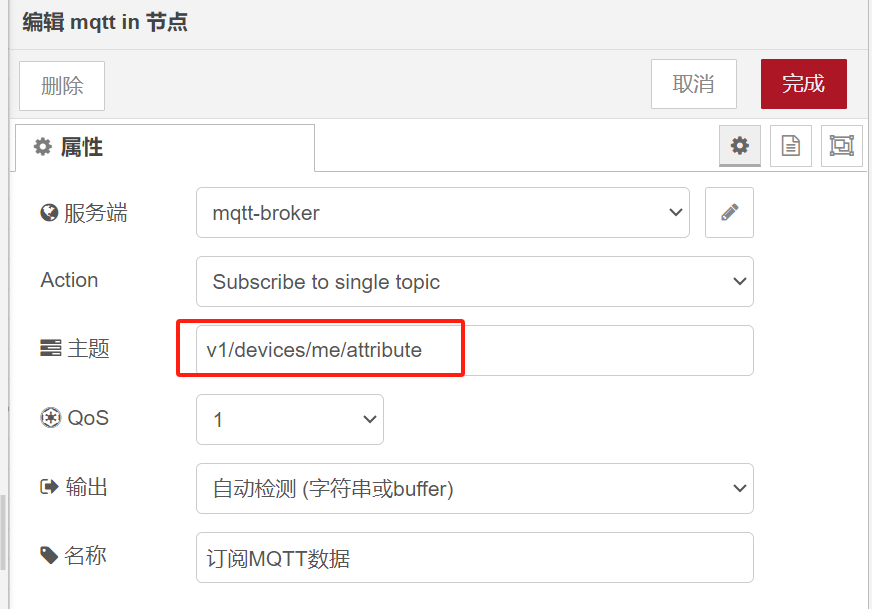 编辑 mqtt in 节点
删除
取消
完成
属性
服务端
mqtt-broker
Action
Subscribe to single topic
主题
v1/devices/me/attribute
QoS
1
输出
自动检测 (字符串或buffer)
名称
订阅MQTT数据